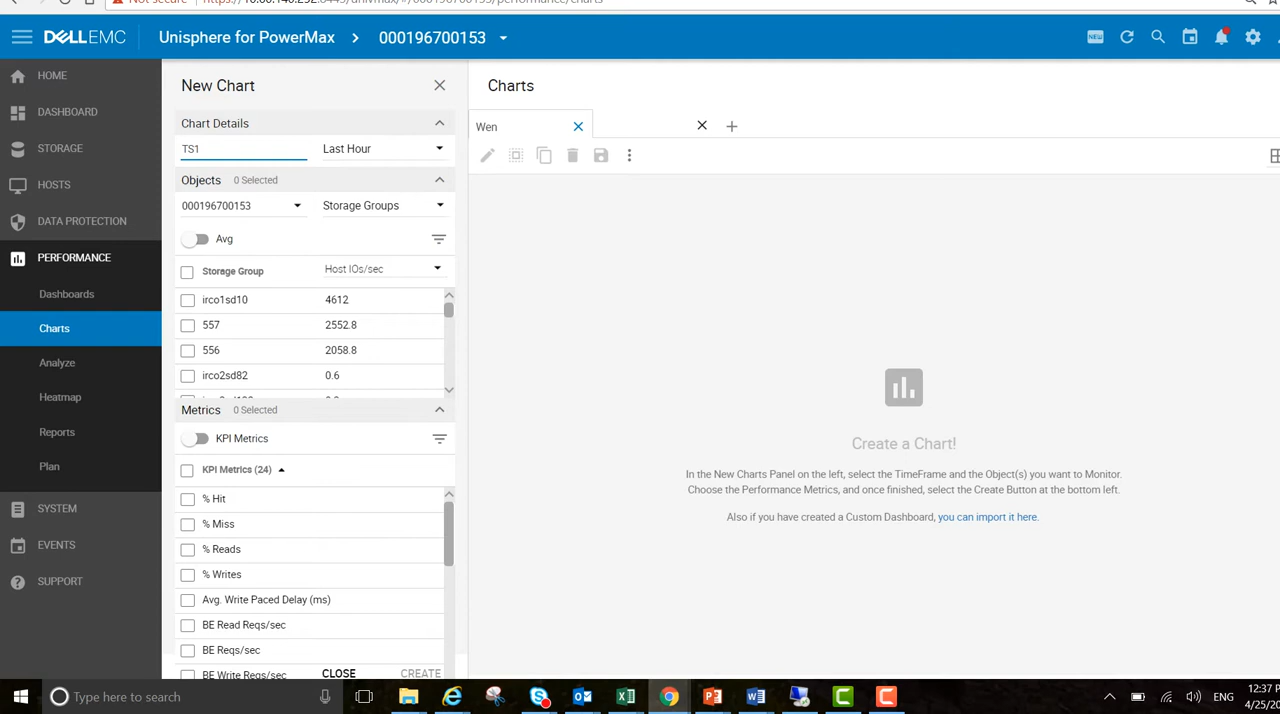 Not secure
performance/charts
DELLEMC Unisphere for PowerMax > 000196700153
NEW
HOME
DASHBOARD
STORAGE
HOSTS
DATA PROTECTION
PERFORMANCE
Dashboards
Charts
Analyze
Heatmap
Reports
Plan
SYSTEM
EVENTS
SUPPORT
New Chart
Chart Details
TS1 Last Hour
Objects 0 Selected
000196700153 Storage Groups
Avg
Storage Group Host IOs/sec
irco1sd10 4612
557 2552.8
556 2058.8
irco2sd82 0.6
Metrics 0 Selected
KPI Metrics
KPI Metrics (24)
% Hit
% Miss
% Reads
% Writes
Avg. Write Paced Delay (ms)
BE Read Reqs/sec
BE Reqs/sec
BE Write Reqs/sec
CLOSE CREATE
Charts
Wen
Create a Chart!
In the New Charts Panel on the left, select the TimeFrame and the Object(s) you want to Monitor.
Choose the Performance Metrics, and once finished, select the Create Button at the bottom left.
Also if you have created a Custom Dashboard, you can import it here.
Type here to search
ENG
12:37 P
4/25/20